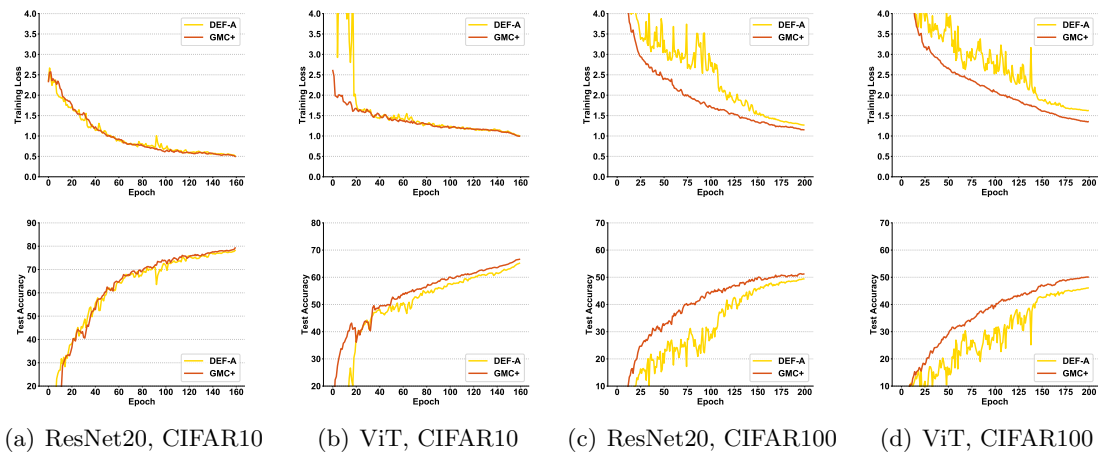 4.0
3.5
3.0
2.5
2.0
1.5
1.0
0.5
0.0
Training Loss
0 20 40 60 80 100 120 140 160
Epoch
DEF-A
GMC+
4.0
3.5
3.0
2.5
2.0
1.5
1.0
0.5
0.0
Training Loss
0 20 40 60 80 100 120 140 160
Epoch
DEF-A
GMC+
4.0
3.5
3.0
2.5
2.0
1.5
1.0
0.5
0.0
Training Loss
0 25 50 75 100 125 150 175 200
Epoch
DEF-A
GMC+
4.0
3.5
3.0
2.5
2.0
1.5
1.0
0.5
0.0
Training Loss
0 25 50 75 100 125 150 175 200
Epoch
DEF-A
GMC+
90
80
70
60
50
40
30
20
Test Accuracy
0 20 40 60 80 100 120 140 160
Epoch
DEF-A
GMC+
80
70
60
50
40
30
20
Test Accuracy
0 20 40 60 80 100 120 140 160
Epoch
DEF-A
GMC+
70
60
50
40
30
20
10
Test Accuracy
0 25 50 75 100 125 150 175 200
Epoch
DEF-A
GMC+
70
60
50
40
30
20
10
Test Accuracy
0 25 50 75 100 125 150 175 200
Epoch
DEF-A
GMC+
(a) ResNet20, CIFAR10
(b) ViT, CIFAR10
(c) ResNet20, CIFAR100
(d) ViT, CIFAR100